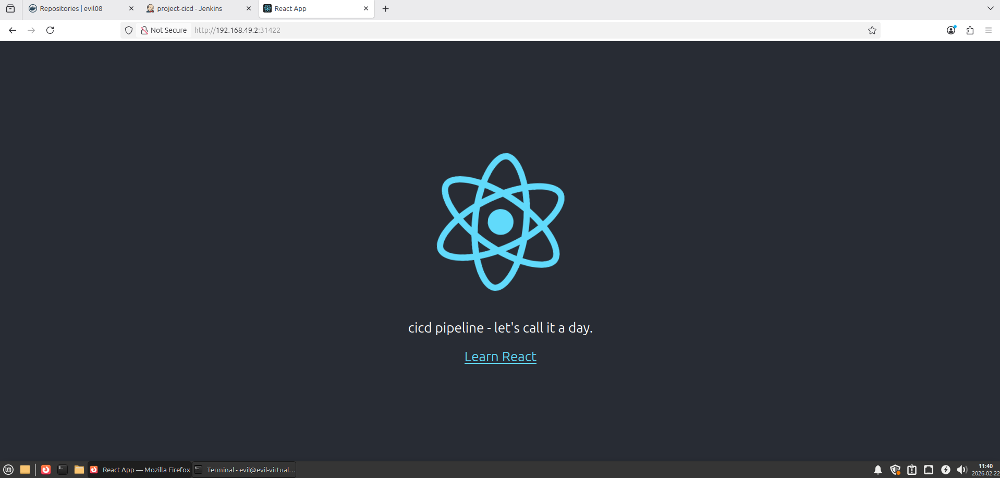 Repositories | evil08
project-cicd - Jenkins
React App
Not Secure
http://192.168.49.2:31422
cicd pipeline - let's call it a day.
Learn React
React App — Mozilla Firefox
Terminal - evil@evil-virtual...
11:40
2026-02-22